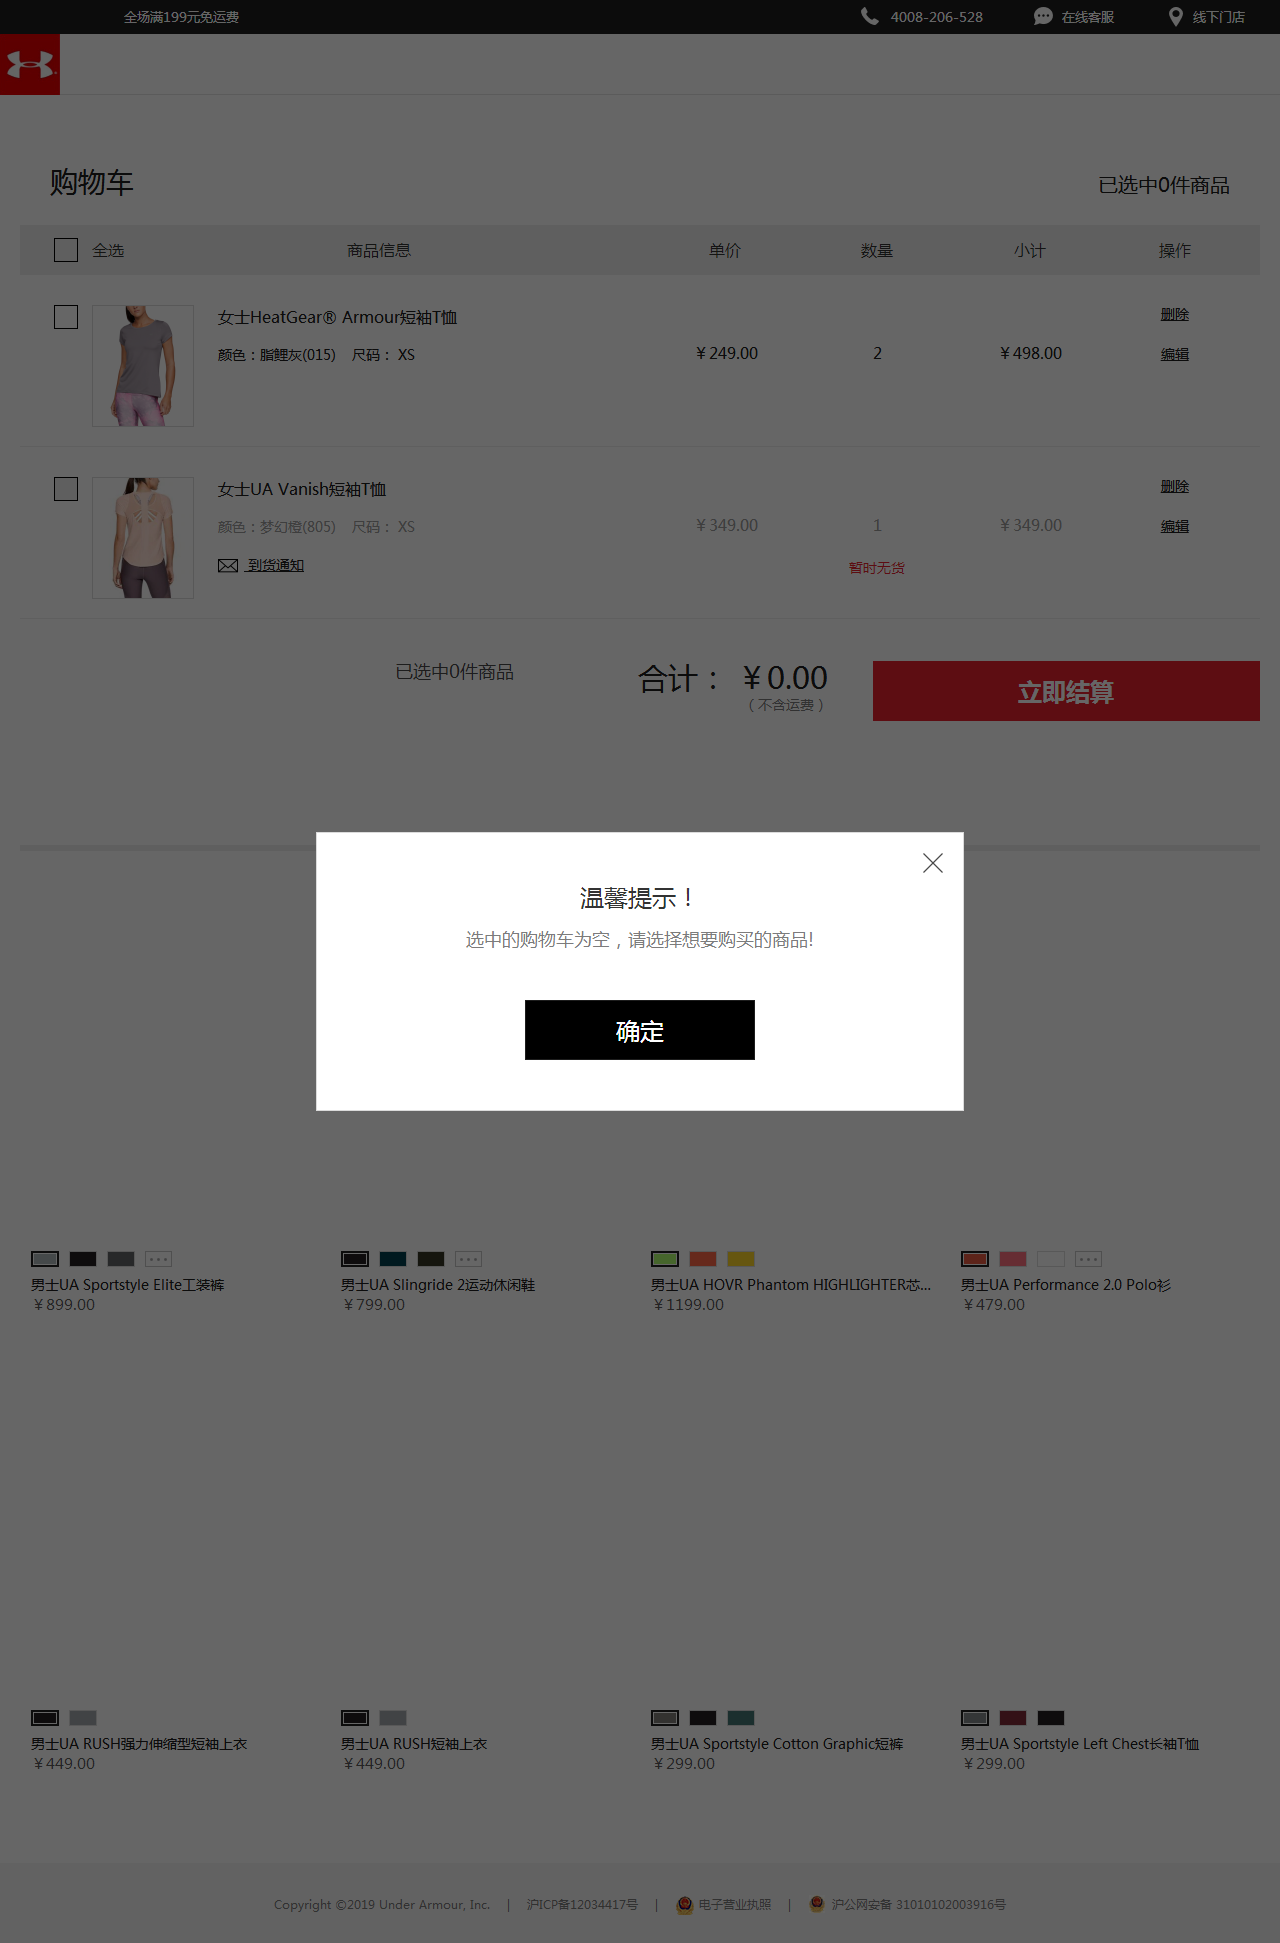 全场满199元免运费
4008-206-528
在线客服
线下门店
购物车
已选中0件商品
全选 商品信息 单价 数量 小计 操作
女士HeatGear® Armour短袖T恤
删除
颜色：脂鲤灰(015) 尺码： XS
￥249.00 2 ￥498.00
编辑
女士UA Vanish短袖T恤
删除
颜色：梦幻橙(805) 尺码： XS
￥349.00 1 ￥349.00
编辑
到货通知
暂时无货
已选中0件商品
合计： ￥0.00
（不含运费）
立即结算
温馨提示！
选中的购物车为空，请选择想要购买的商品!
确定
男士UA Sportstyle Elite工装裤
￥899.00
男士UA Slingride 2运动休闲鞋
￥799.00
男士UA HOVR Phantom HIGHLIGHTER芯...
￥1199.00
男士UA Performance 2.0 Polo衫
￥479.00
男士UA RUSH强力伸缩型短袖上衣
￥449.00
男士UA RUSH短袖上衣
￥449.00
男士UA Sportstyle Cotton Graphic短裤
￥299.00
男士UA Sportstyle Left Chest长袖T恤
￥299.00
Copyright ©2019 Under Armour, Inc. | 沪ICP备12034417号 | 电子营业执照 | 沪公网安备 31010102003916号